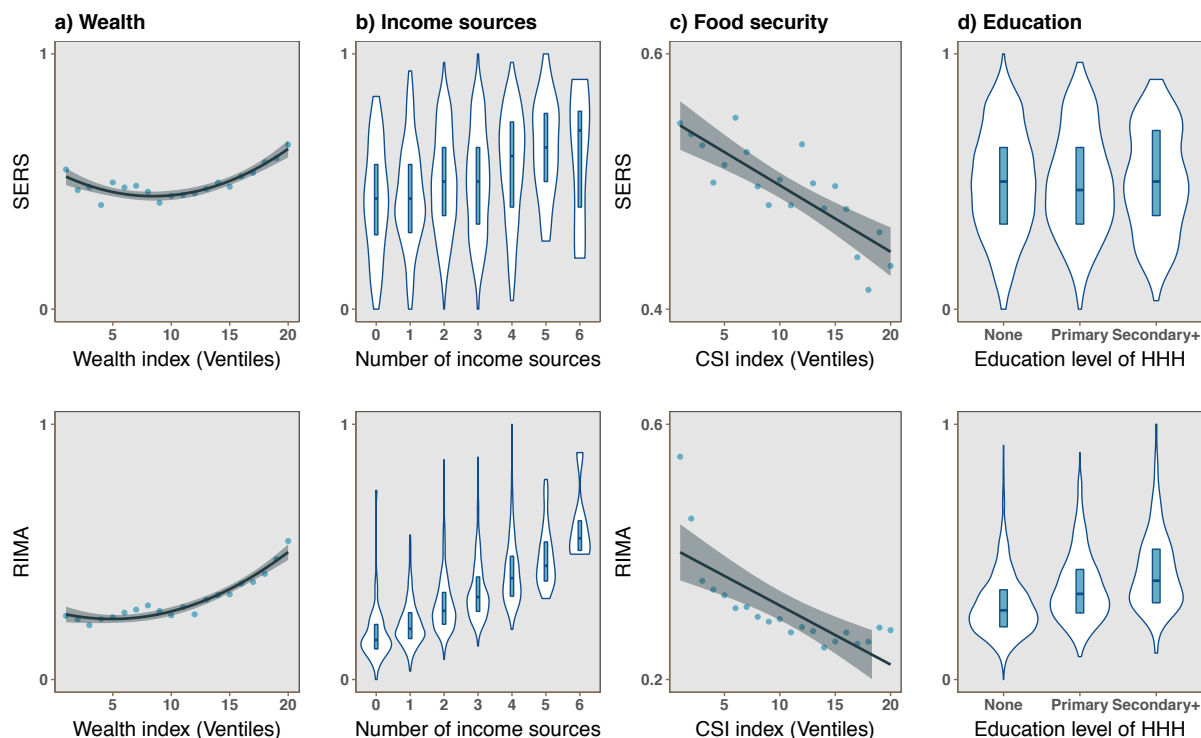 a) Wealth
b) Income sources
c) Food security
d) Education
1
SERS
0
5 10 15 20
Wealth index (Ventiles)
1
0
0 1 2 3 4 5 6
Number of income sources
0.6
SERS
0.4
5 10 15 20
CSI index (Ventiles)
1
0
None Primary Secondary+
Education level of HHH
1
RIMA
0
5 10 15 20
Wealth index (Ventiles)
1
0
0 1 2 3 4 5 6
Number of income sources
0.6
RIMA
0.2
5 10 15 20
CSI index (Ventiles)
1
0
None Primary Secondary+
Education level of HHH